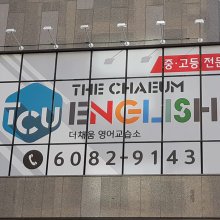 중·고등 전문
THE CHAEUM
TCU ENGLISH
더채움 영어교습소
6082-9143